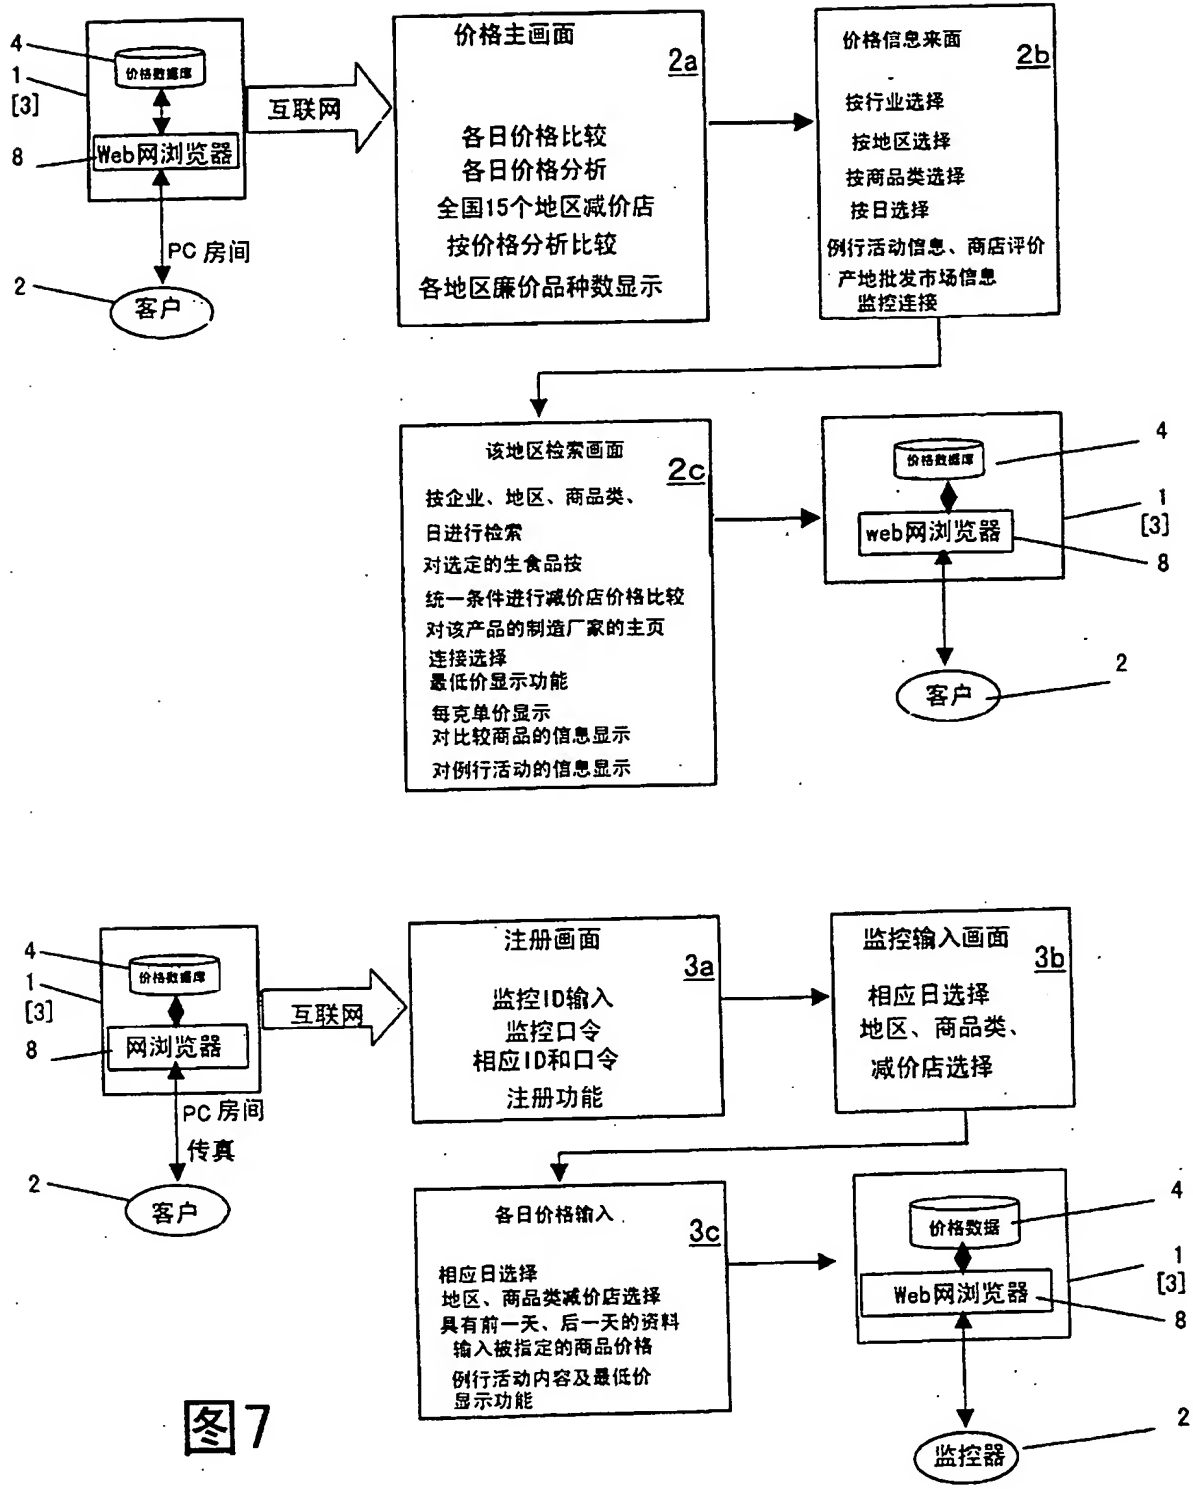 4
1
[3]
8
价格数据库
Web网浏览器
PC 房间
2
客户
互联网
价格主画面
2a
各日价格比较
各日价格分析
全国15个地区减价店
按价格分析比较
各地区廉价品种数显示
价格信息来面
2b
按行业选择
按地区选择
按商品类选择
按日选择
例行活动信息、商店评价
产地批发市场信息
监控连接
该地区检索画面
2c
按企业、地区、商品类、
日进行检索
对选定的生食品按
统一条件进行减价店价格比较
对该产品的制造厂家的主页
连接选择
最低价显示功能
每克单价显示
对比较商品的信息显示
对例行活动的信息显示
价格数据库
4
web网浏览器
1
[3]
8
客户
2
4
1
[3]
8
价格数据库
网浏览器
PC 房间
传真
2
客户
互联网
注册画面
3a
监控ID输入
监控口令
相应ID和口令
注册功能
监控输入画面
3b
相应日选择
地区、商品类、
减价店选择
各日价格输入
3c
相应日选择
地区、商品类减价店选择
具有前一天、后一天的资料
输入被指定的商品价格
例行活动内容及最低价
显示功能
价格数据
4
Web网浏览器
1
[3]
8
监控器
2
图7